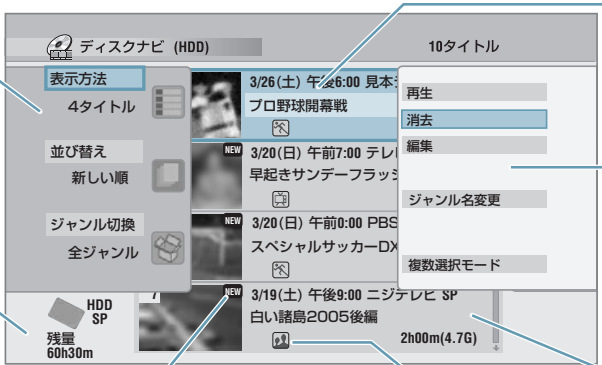 ディスクナビ (HDD)
10タイトル
表示方法
4タイトル
並び替え
新しい順
ジャンル切換
全ジャンル
HDD
SP
残量
60h30m
3/26(土) 午後6:00 見本
プロ野球開幕戦
NEW
3/20(日) 午前7:00 テレ
早起きサンデーフラッシ
NEW
3/20(日) 午前0:00 PBS
スペシャルサッカーDX
7
NEW
3/19(土) 午後9:00 ニジテレビ SP
白い諸島2005後編
2h00m(4.7G)
再生
消去
編集
ジャンル名変更
複数選択モード